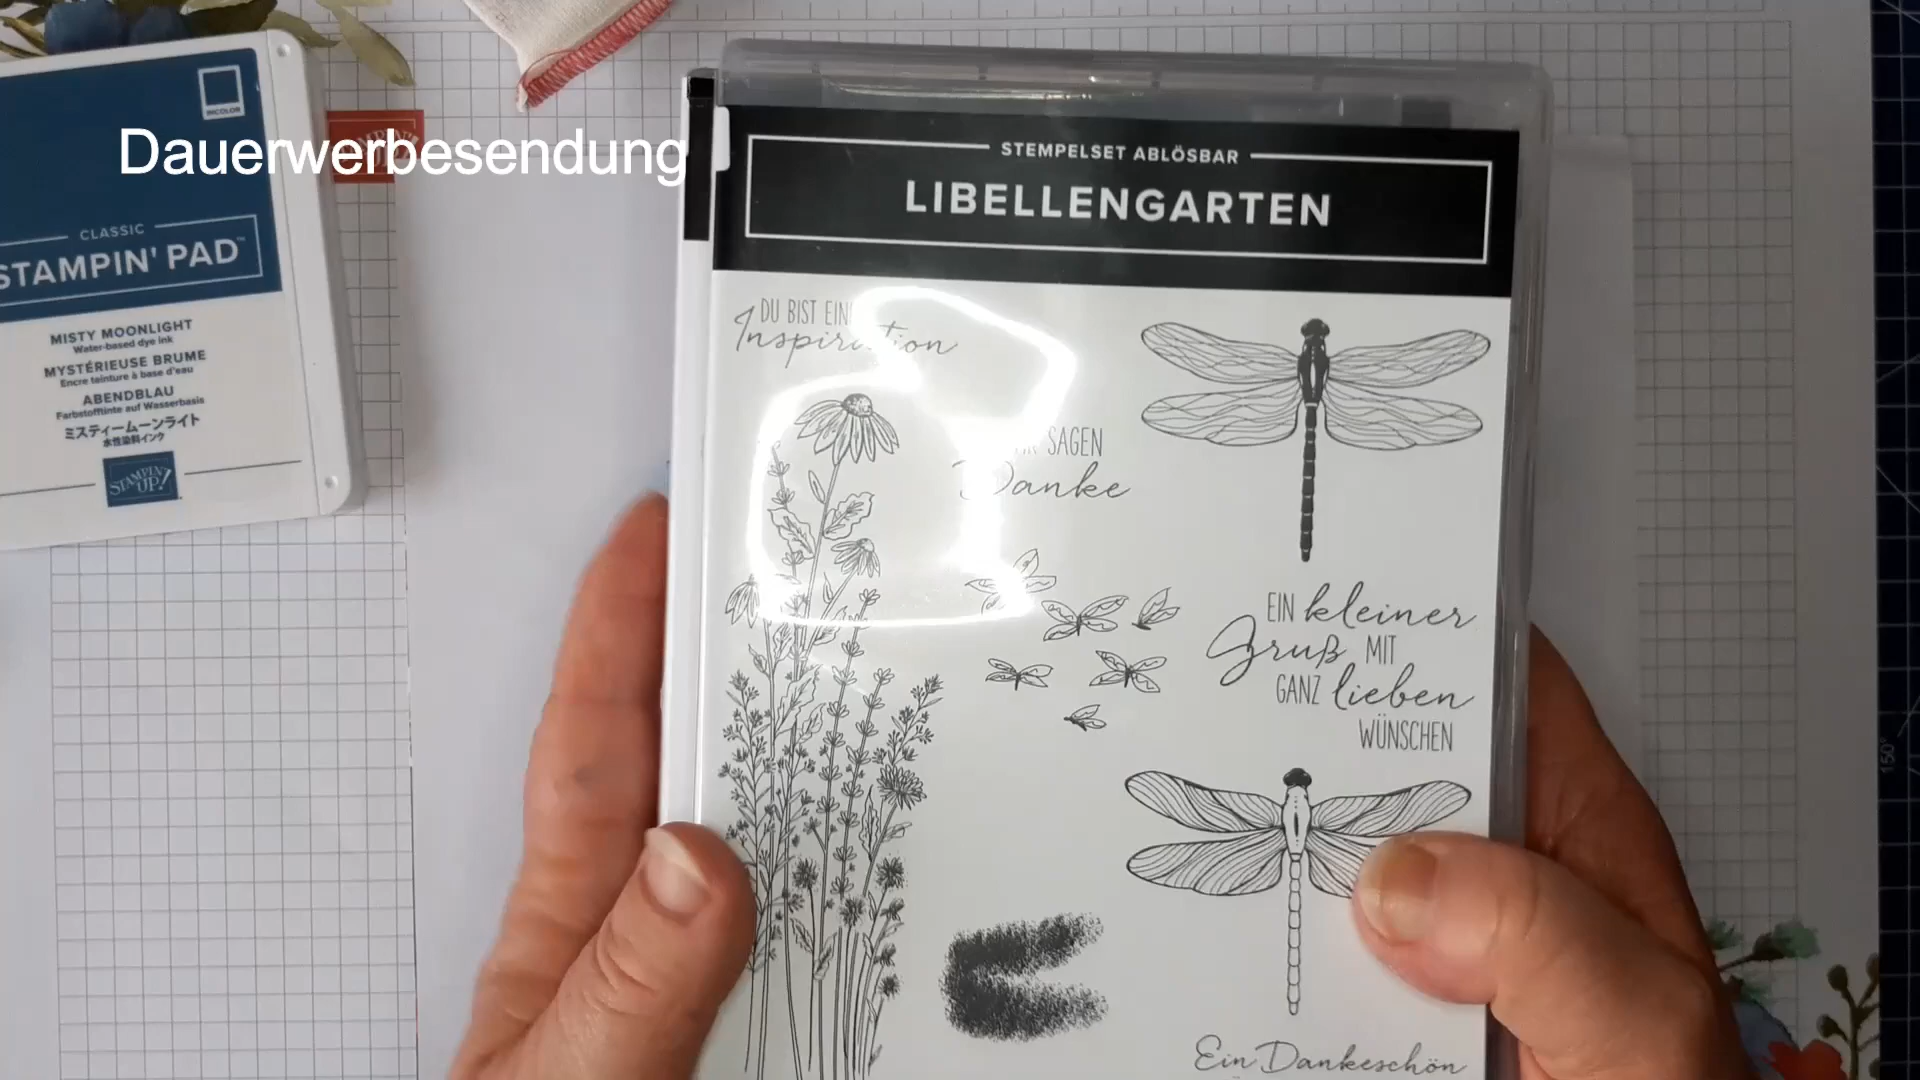 Dauerwerbesendung
PANTONE
CLASSIC
STAMPIN' PAD™
MISTY MOONLIGHT
Water-based dye ink
MYSTÉRIEUSE BRUME
Encre teinture à base d'eau
ABENDBLAU
Farbstofftinte auf Wasserbasis
ミスティームーンライト
水性染料インク
STAMPIN' UP!
STEMPELSET ABLÖSBAR
LIBELLENGARTEN
DU BIST EINE
Inspiration
SAGEN
Danke
EIN kleiner
Gruß MIT
GANZ lieben
WÜNSCHEN
Ein Dankeschön
150°